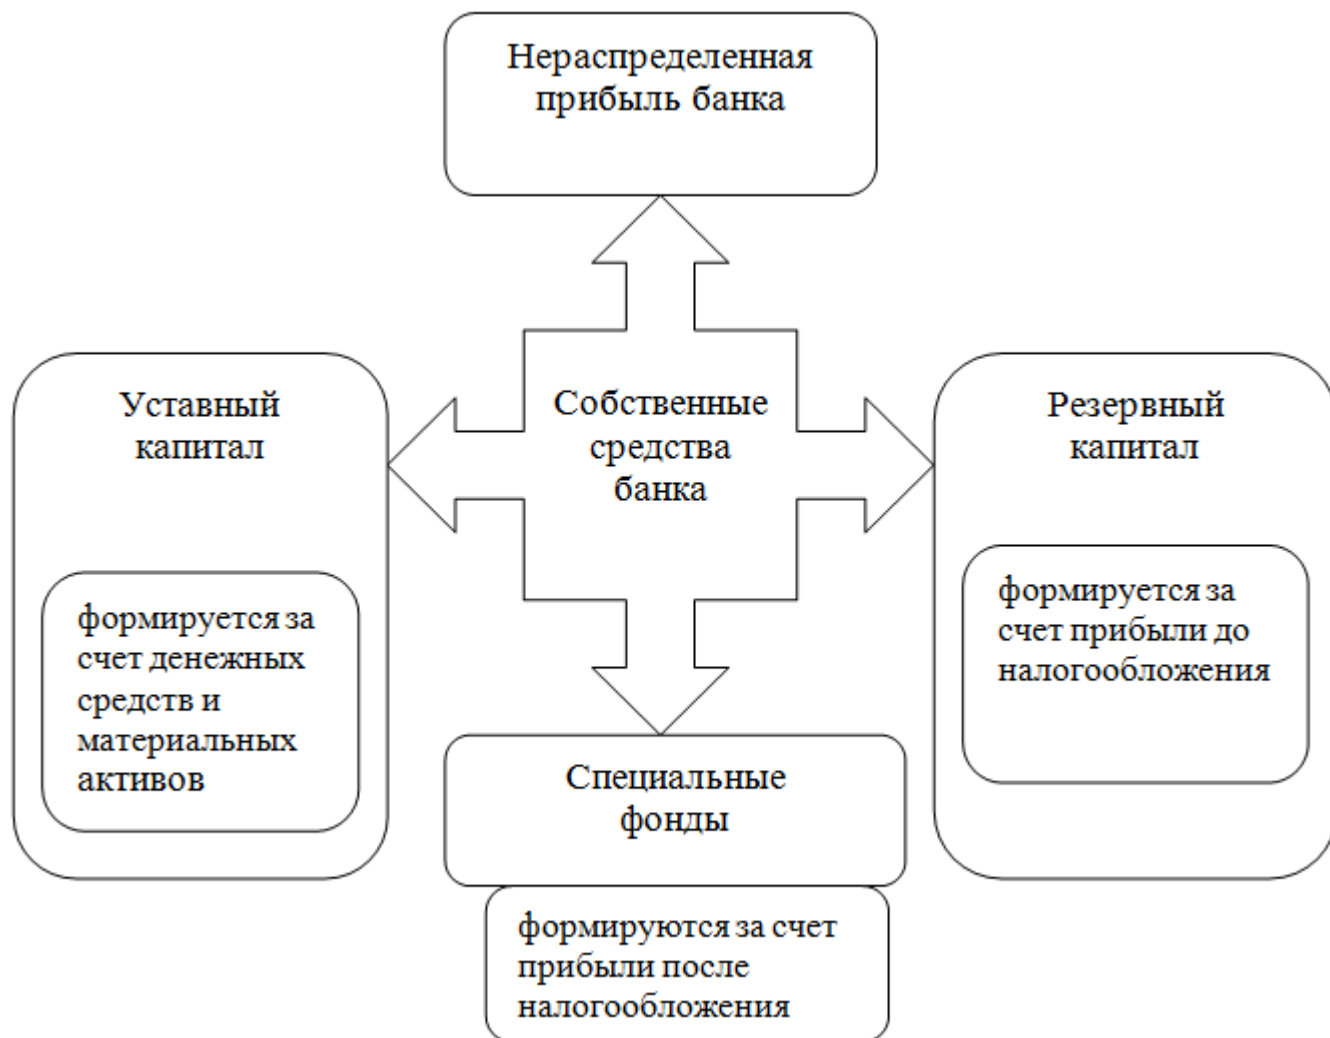 Нераспределенная
прибыль банка
Уставный
капитал
формируется за
счет денежных
средств и
материальных
активов
Собственные
средства
банка
Резервный
капитал
формируется за
счет прибыли до
налогообложения
Специальные
фонды
формируются за счет
прибыли после
налогообложения